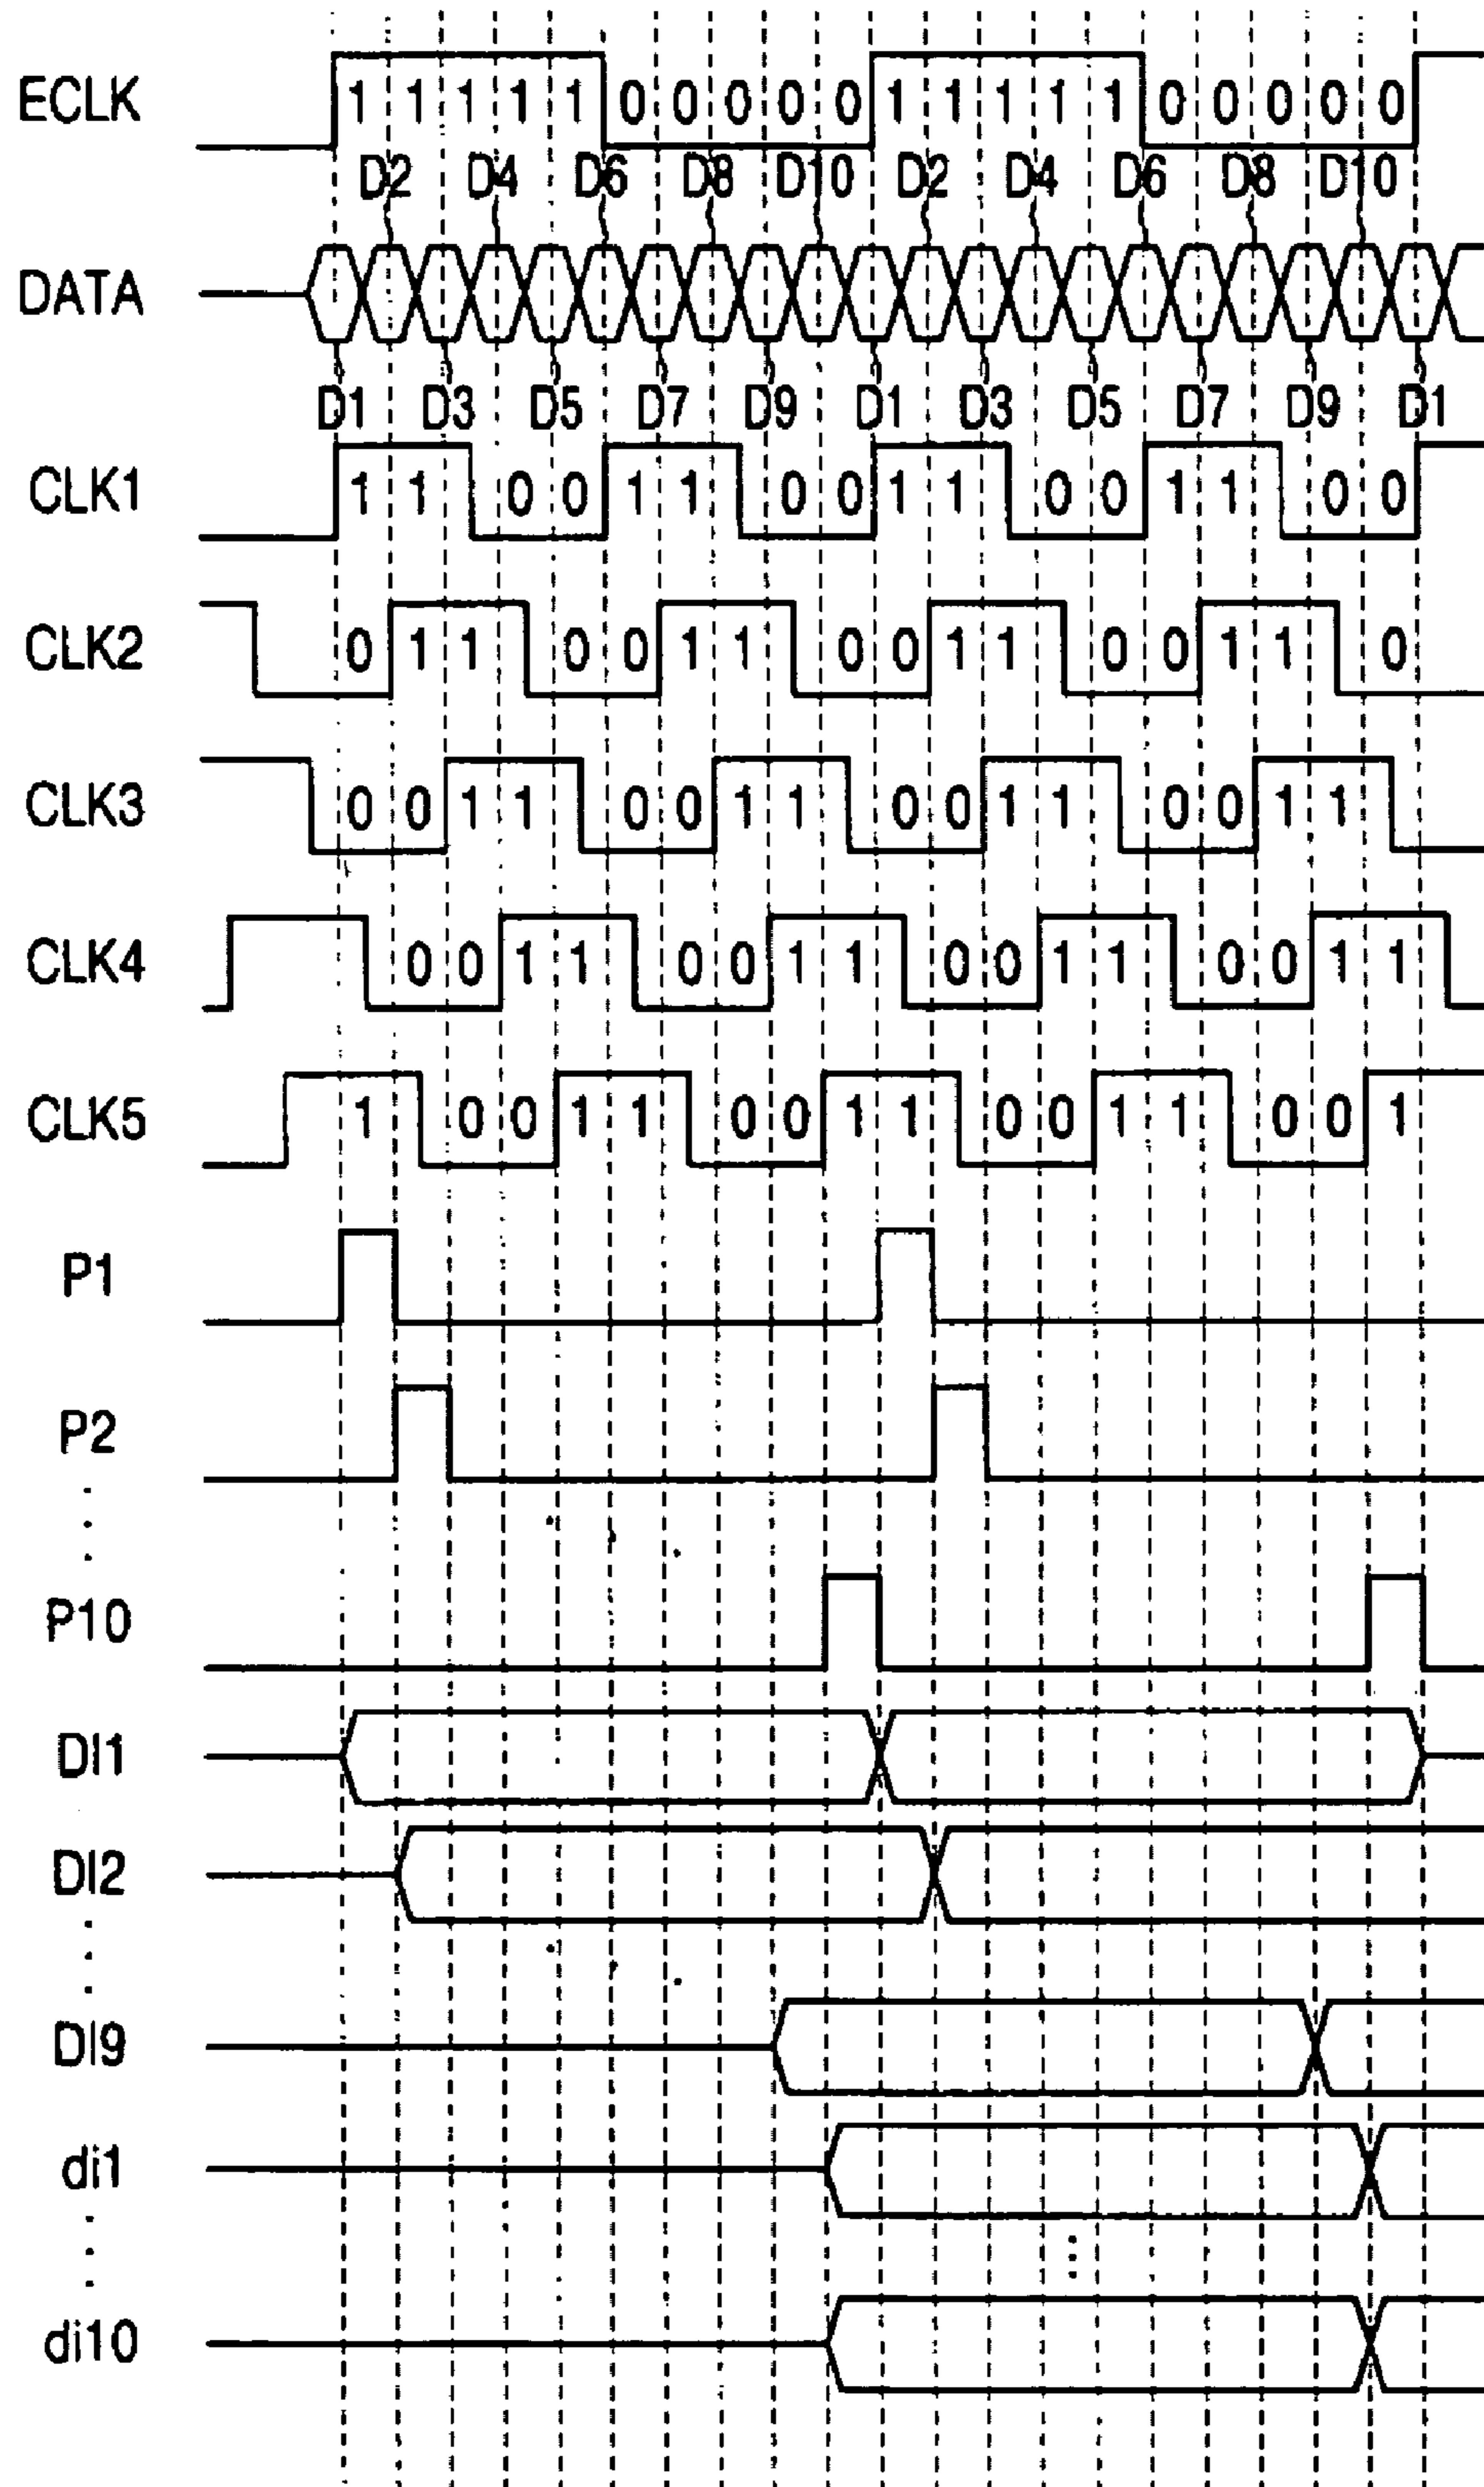 ECLK 1 1 1 1 1 0 0 0 0 0 1 1 1 1 1 0 0 0 0 0
D2 D4 D6 D8 D10 D2 D4 D6 D8 D10
DATA
D1 D3 D5 D7 D9 D1 D3 D5 D7 D9 D1
CLK1 1 1 0 0 1 1 0 0 1 1 0 0 1 1 0 0
CLK2 0 1 1 0 0 1 1 0 0 1 1 0 0 1 1 0
CLK3 0 0 1 1 0 0 1 1 0 0 1 1 0 0 1 1
CLK4 0 0 1 1 0 0 1 1 0 0 1 1 0 0 1 1
CLK5 1 0 0 1 1 0 0 1 1 0 0 1 1 0 0 1
P1
P2
P10
DI1
DI2
DI9
di1
di10